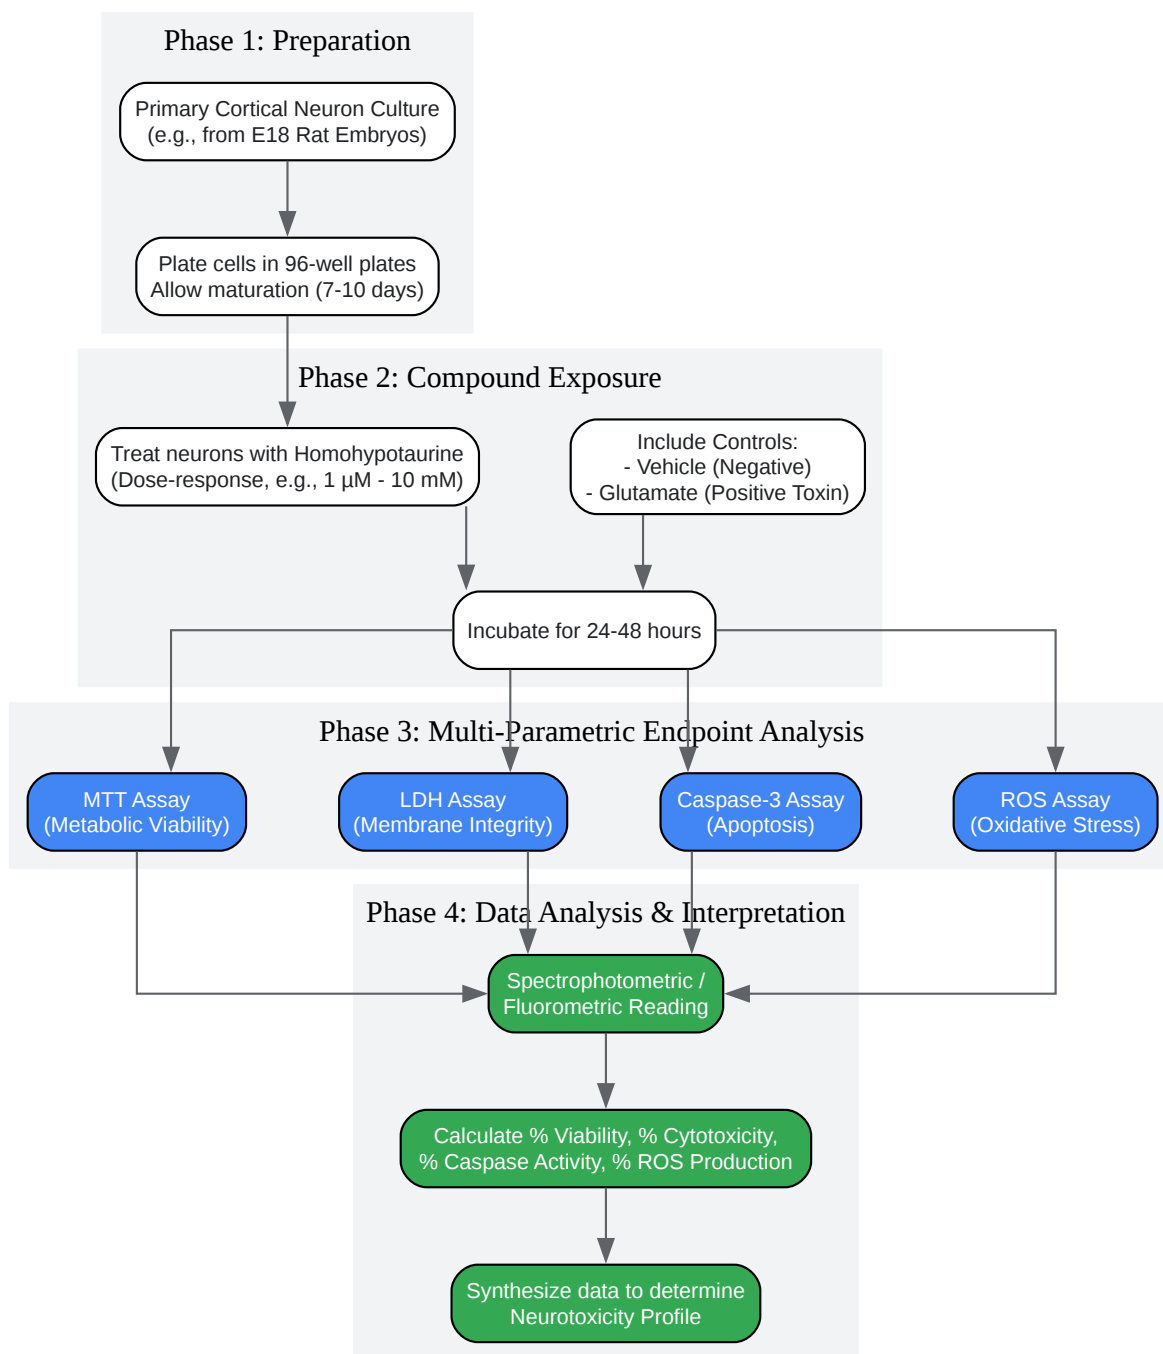 Phase 1: Preparation
Primary Cortical Neuron Culture
(e.g., from E18 Rat Embryos)
Plate cells in 96-well plates
Allow maturation (7-10 days)
Phase 2: Compound Exposure
Treat neurons with Homohypotaurine
(Dose-response, e.g., 1 µM - 10 mM)
Include Controls:
- Vehicle (Negative)
- Glutamate (Positive Toxin)
Incubate for 24-48 hours
Phase 3: Multi-Parametric Endpoint Analysis
MTT Assay
(Metabolic Viability)
LDH Assay
(Membrane Integrity)
Caspase-3 Assay
(Apoptosis)
ROS Assay
(Oxidative Stress)
Phase 4: Data Analysis & Interpretation
Spectrophotometric /
Fluorometric Reading
Calculate % Viability, % Cytotoxicity,
% Caspase Activity, % ROS Production
Synthesize data to determine
Neurotoxicity Profile